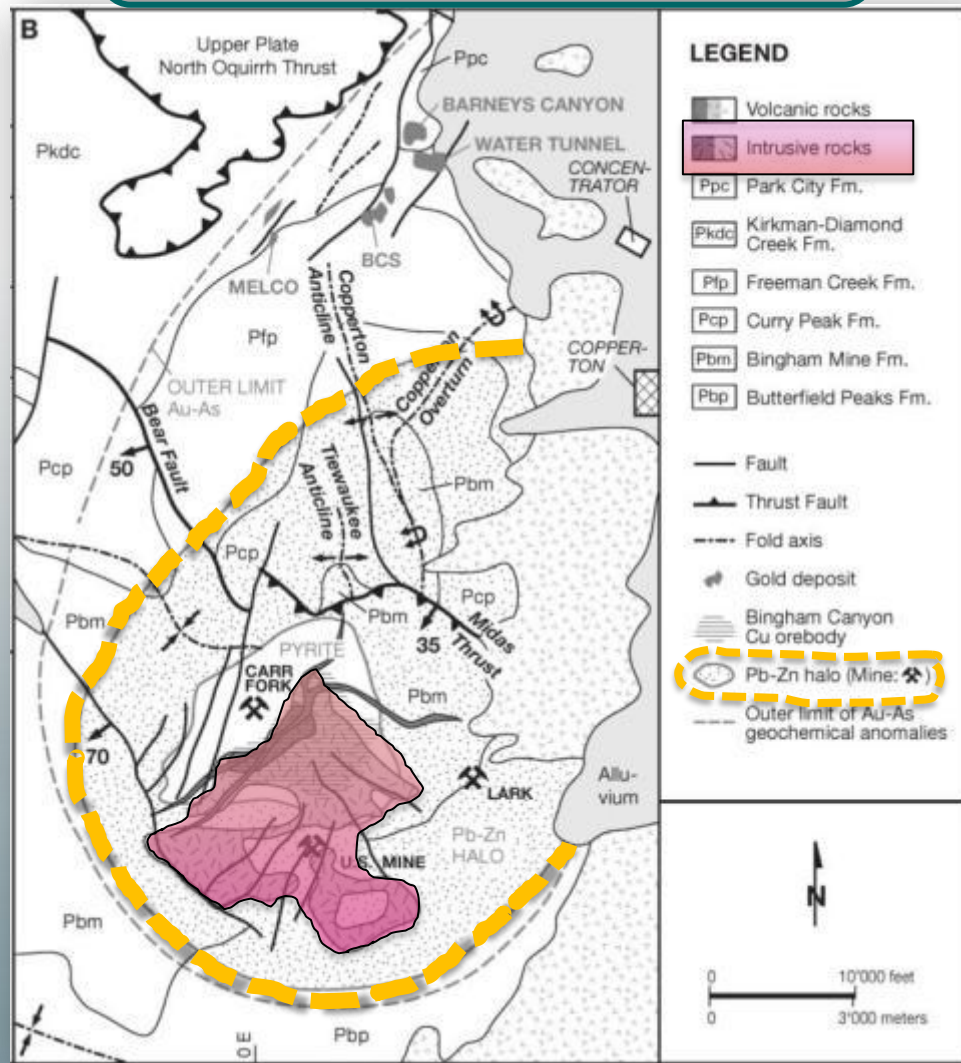 B
Upper Plate
North Oquirrh Thrust
Ppc
BARNEYS CANYON
Pkdc
WATER TUNNEL
CONCEN-
TRATOR
BCS
MELCO
Copperton
Anticline
Pfp
Copperton
Overturn
COPPER-
TON
OUTER LIMIT
Au-As
Bear Fault
50
Pcp
Tiewaukee
Anticline
Pbm
Pcp
Pbm
Pbm
Pcp
35
Midas
Thrust
PYRITE
CARR
FORK
Pbm
70
LARK
Allu-
vium
Pb-Zn
HALO
U.S. MINE
Pbm
Pbp
0 E
LEGEND
Volcanic rocks
Intrusive rocks
Ppc Park City Fm.
Pkdc Kirkman-Diamond
Creek Fm.
Pfp Freeman Creek Fm.
Pcp Curry Peak Fm.
Pbm Bingham Mine Fm.
Pbp Butterfield Peaks Fm.
Fault
Thrust Fault
Fold axis
Gold deposit
Bingham Canyon
Cu orebody
Pb-Zn halo (Mine: )
Outer limit of Au-As
geochemical anomalies
N
0 10'000 feet
0 3'000 meters